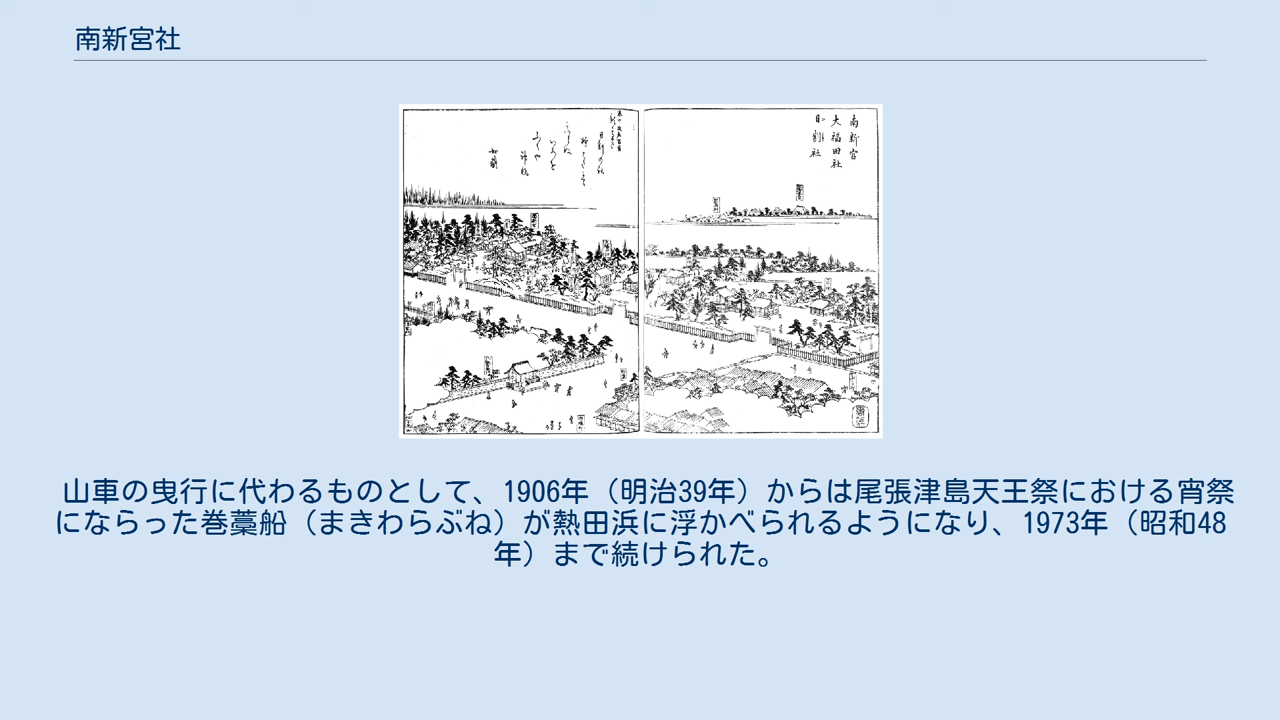 南新宮社
南新宮
大福田社
日割社
山車の曳行に代わるものとして、1906年（明治39年）からは尾張津島天王祭における宵祭
にならった巻藁船（まきわらぶね）が熱田浜に浮かべられるようになり、1973年（昭和48
年）まで続けられた。